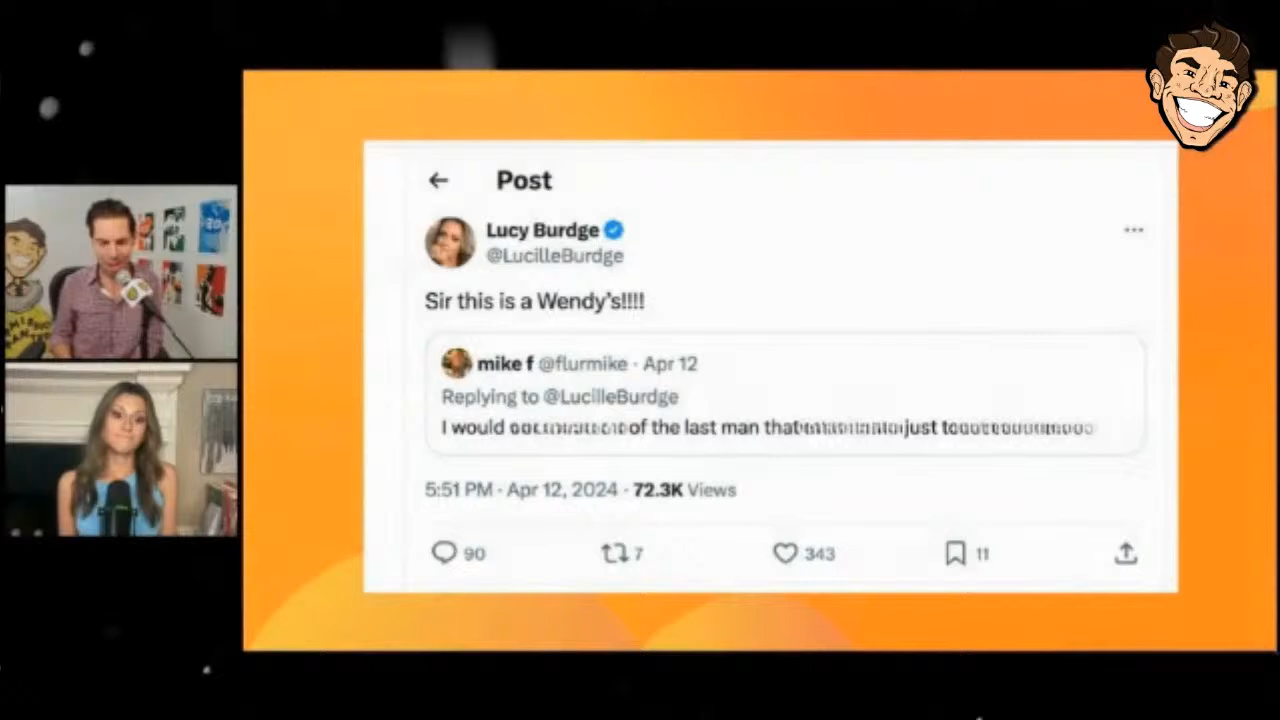 Post
Lucy Burdge
@LucilleBurdge
Sir this is a Wendy's!!!!
mike f @flurmike · Apr 12
Replying to @LucilleBurdge
I would of the last man that just
5:51 PM · Apr 12, 2024 · 72.3K Views
90 7 343 11